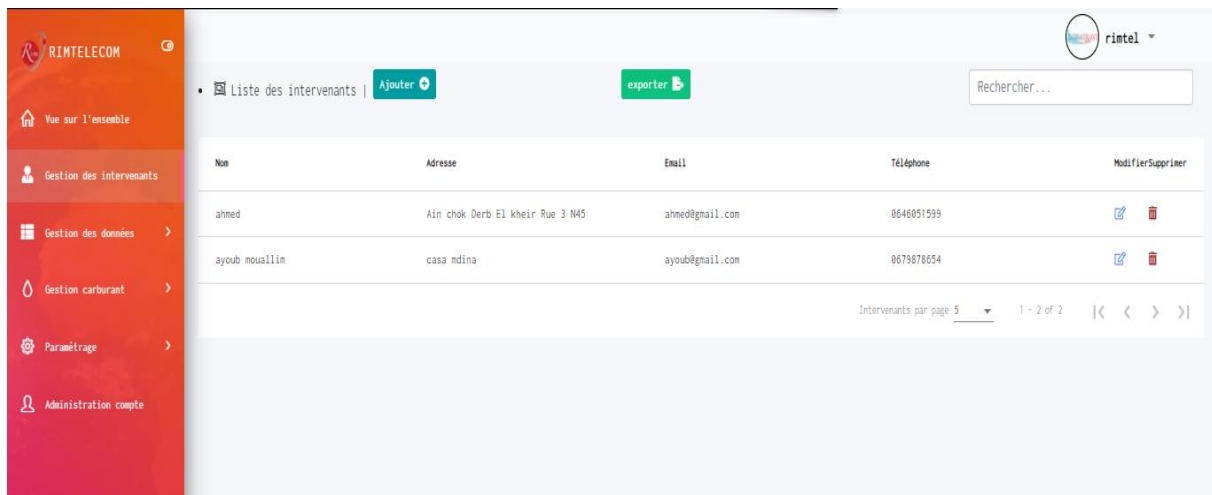 RIMTELECOM
rimtel
Liste des intervenants |
Ajouter
exporter
Rechercher...
Vue sur l'ensemble
Gestion des intervenants
Gestion des données
Gestion carburant
Paramétrage
Administration compte
Nom Adresse Email Téléphone ModifierSupprimer
ahmed Ain chok Derb El kheir Rue 3 N45 ahmed@gmail.com 0646051599
ayoub mouallim casa mdina ayoub@gmail.com 0679878654
Intervenants par page 5 1 - 2 of 2